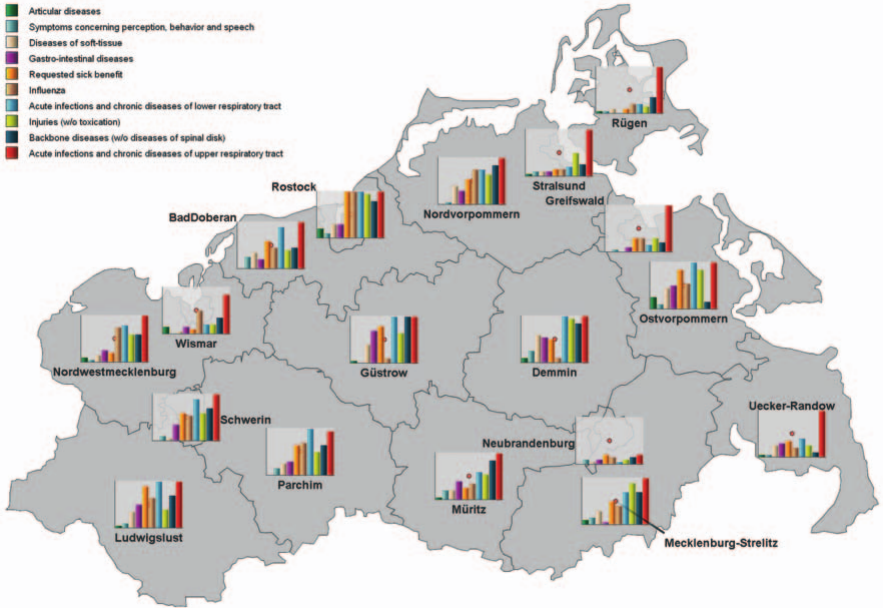 Articular diseases
Symptoms concerning perception, behavior and speech
Diseases of soft-tissue
Gastro-intestinal diseases
Requested sick benefit
Influenza
Acute infections and chronic diseases of lower respiratory tract
Injuries (w/o toxication)
Backbone diseases (w/o diseases of spinal disk)
Acute infections and chronic diseases of upper respiratory tract
Rügen
Rostock
Stralsund
Nordvorpommern
Greifswald
BadDoberan
Ostvorpommern
Wismar
Nordwestmecklenburg
Güstrow
Demmin
Schwerin
Uecker-Randow
Neubrandenburg
Parchim
Müritz
Ludwigslust
Mecklenburg-Strelitz